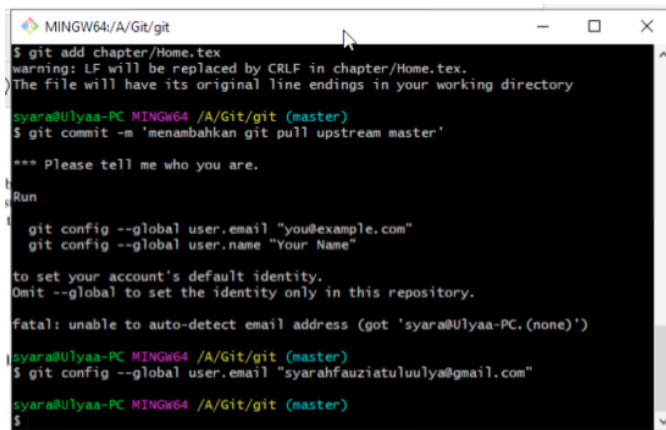 MINGW64:/A/Git/git
$ git add chapter/Home.tex
warning: LF will be replaced by CRLF in chapter/Home.tex.
The file will have its original line endings in your working directory
syara@Ulyaa-PC MINGW64 /A/Git/git (master)
$ git commit -m 'menambahkan git pull upstream master'
*** Please tell me who you are.
Run
git config --global user.email "you@example.com"
git config --global user.name "Your Name"
to set your account's default identity.
Omit --global to set the identity only in this repository.
fatal: unable to auto-detect email address (got 'syara@Ulyaa-PC.(none)')
syara@Ulyaa-PC MINGW64 /A/Git/git (master)
$ git config --global user.email "syarahfauziatuluulya@gmail.com"
syara@Ulyaa-PC MINGW64 /A/Git/git (master)
$